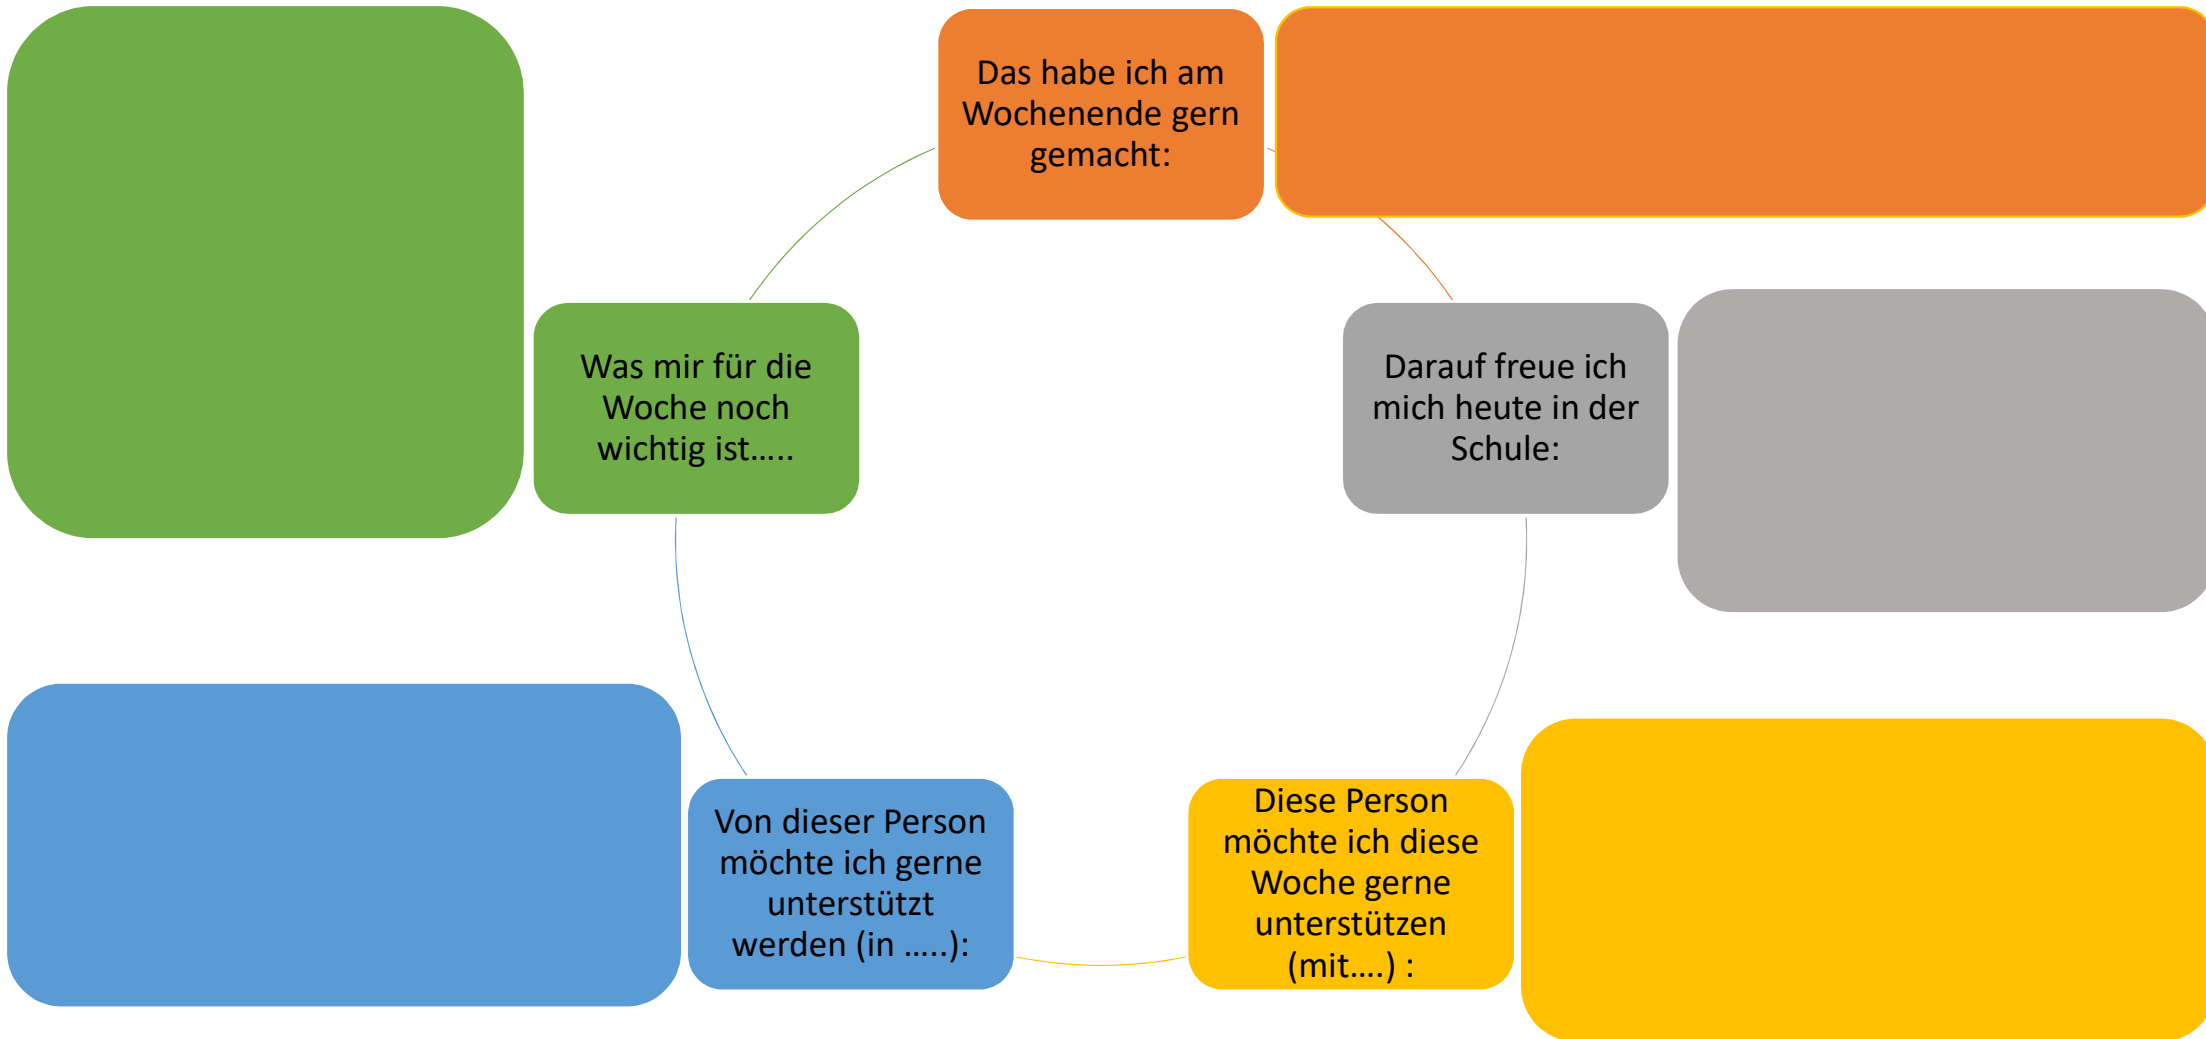 Das habe ich am
Wochenende gern
gemacht:
Darauf freue ich
mich heute in der
Schule:
Diese Person
möchte ich diese
Woche gerne
unterstützen
(mit....) :
Von dieser Person
möchte ich gerne
unterstützt
werden (in .....):
Was mir für die
Woche noch
wichtig ist.....